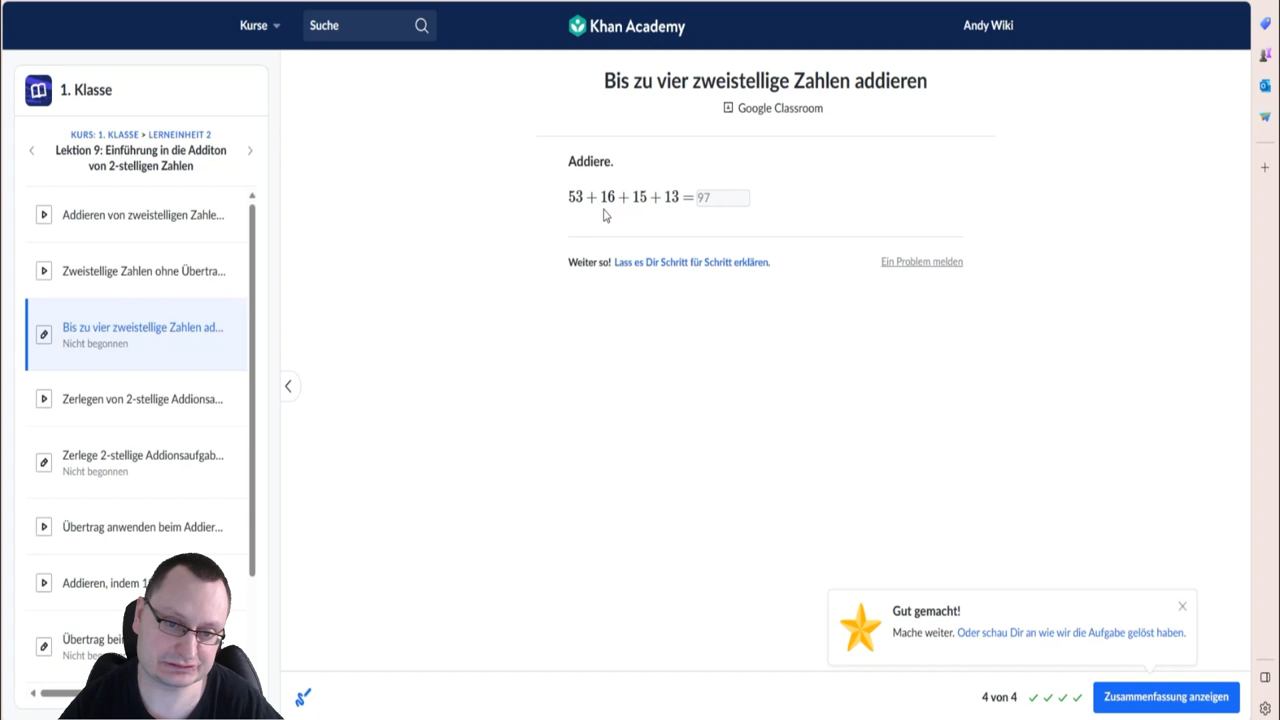 Kurse
Suche
Khan Academy
Andy Wiki
1. Klasse
KURS: 1. KLASSE > LERNEINHEIT 2
Lektion 9: Einführung in die Additon
von 2-stelligen Zahlen
Addieren von zweistelligen Zahle...
Zweistellige Zahlen ohne Übertra...
Bis zu vier zweistellige Zahlen ad...
Nicht begonnen
Zerlegen von 2-stellige Addionsa...
Zerlege 2-stellige Addionsaufgab...
Nicht begonnen
Übertrag anwenden beim Addier...
Addieren, indem
Übertrag
Bis zu vier zweistellige Zahlen addieren
Google Classroom
Addiere.
53 + 16 + 15 + 13 = 97
Weiter so! Lass es Dir Schritt für Schritt erklären.
Ein Problem melden
Gut gemacht!
Mache weiter. Oder schau Dir an wie wir die Aufgabe gelöst haben.
4 von 4
Zusammenfassung anzeigen